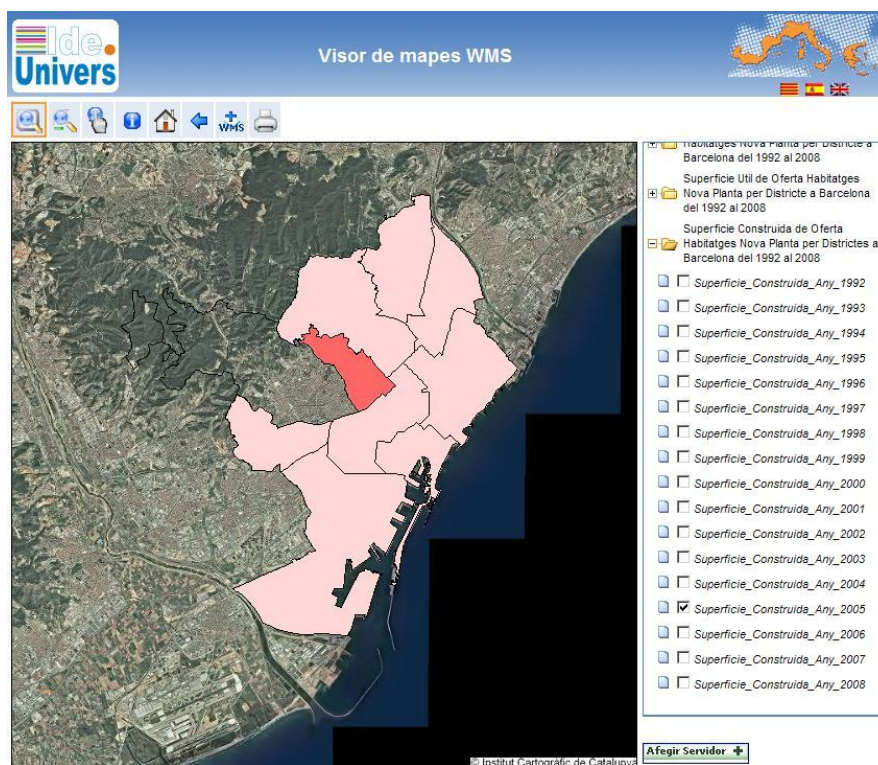 Ide.
Univers
Visor de mapes WMS
WMS
Habitatges Nova Planta per Districte a
Barcelona del 1992 al 2008
Superficie Util de Oferta Habitatges
Nova Planta per Districte a Barcelona
del 1992 al 2008
Superficie Construida de Oferta
Habitatges Nova Planta per Districtes a
Barcelona del 1992 al 2008
Superficie_Construida_Any_1992
Superficie_Construida_Any_1993
Superficie_Construida_Any_1994
Superficie_Construida_Any_1995
Superficie_Construida_Any_1996
Superficie_Construida_Any_1997
Superficie_Construida_Any_1998
Superficie_Construida_Any_1999
Superficie_Construida_Any_2000
Superficie_Construida_Any_2001
Superficie_Construida_Any_2002
Superficie_Construida_Any_2003
Superficie_Construida_Any_2004
Superficie_Construida_Any_2005
Superficie_Construida_Any_2006
Superficie_Construida_Any_2007
Superficie_Construida_Any_2008
© Institut Cartogràfic de Catalunya
Afegir Servidor